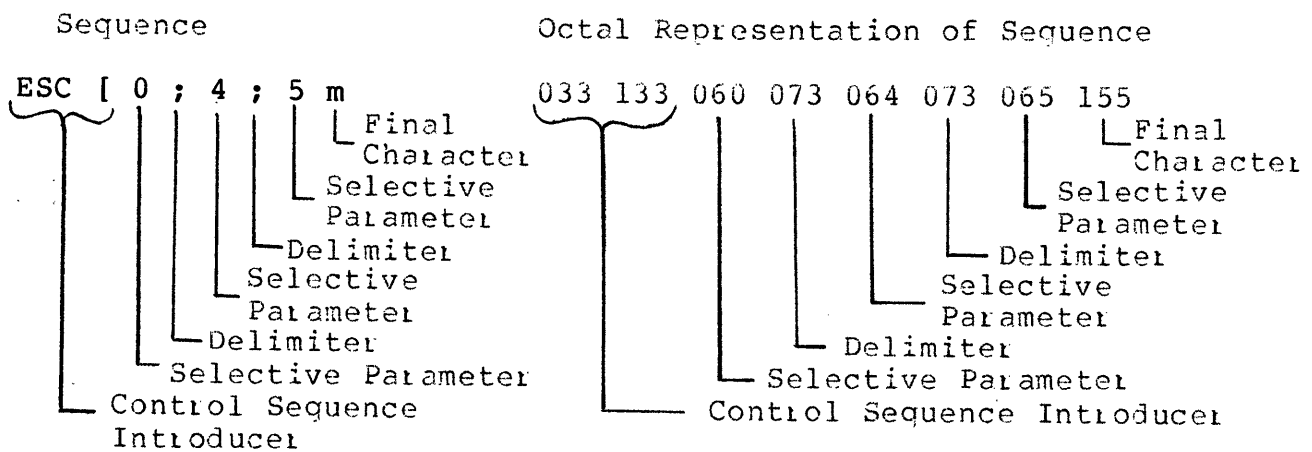 Sequence
Octal Representation of Sequence
ESC [ 0 ; 4 ; 5 m
033 133 060 073 064 073 065 155
Final
Character
Final
Character
Selective
Parameter
Selective
Parameter
Delimiter
Delimiter
Selective
Parameter
Selective
Parameter
Delimiter
Delimiter
Selective Parameter
Selective Parameter
Control Sequence
Introducer
Control Sequence Introducer